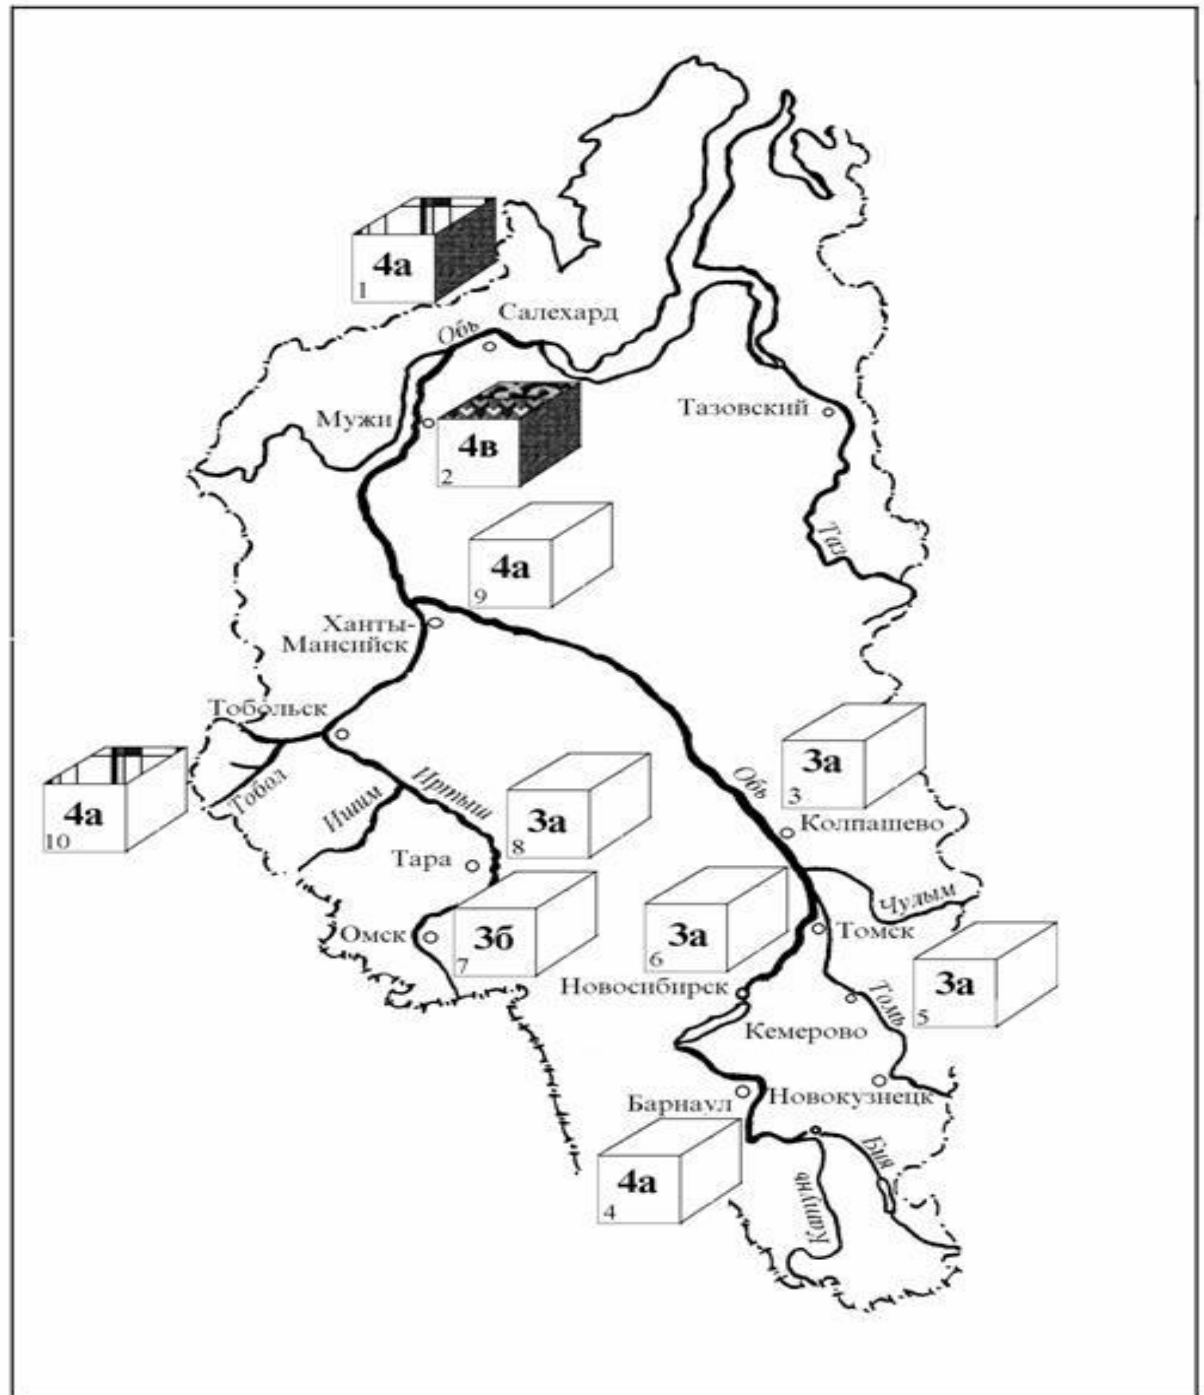 4а
1
Салехард
Обь
Мужи
4в
2
Тазовский
Таз
4а
9
Ханты-
Мансийск
Тобольск
4а
10
Тобол
Ишим
Иртыш
3а
8
Обь
3а
3
Колпашево
Тара
Чулым
Омск
3б
7
3а
6
Томск
3а
5
Новосибирск
Томь
Кемерово
Барнаул
Новокузнецк
Бия
4а
4
Катунь